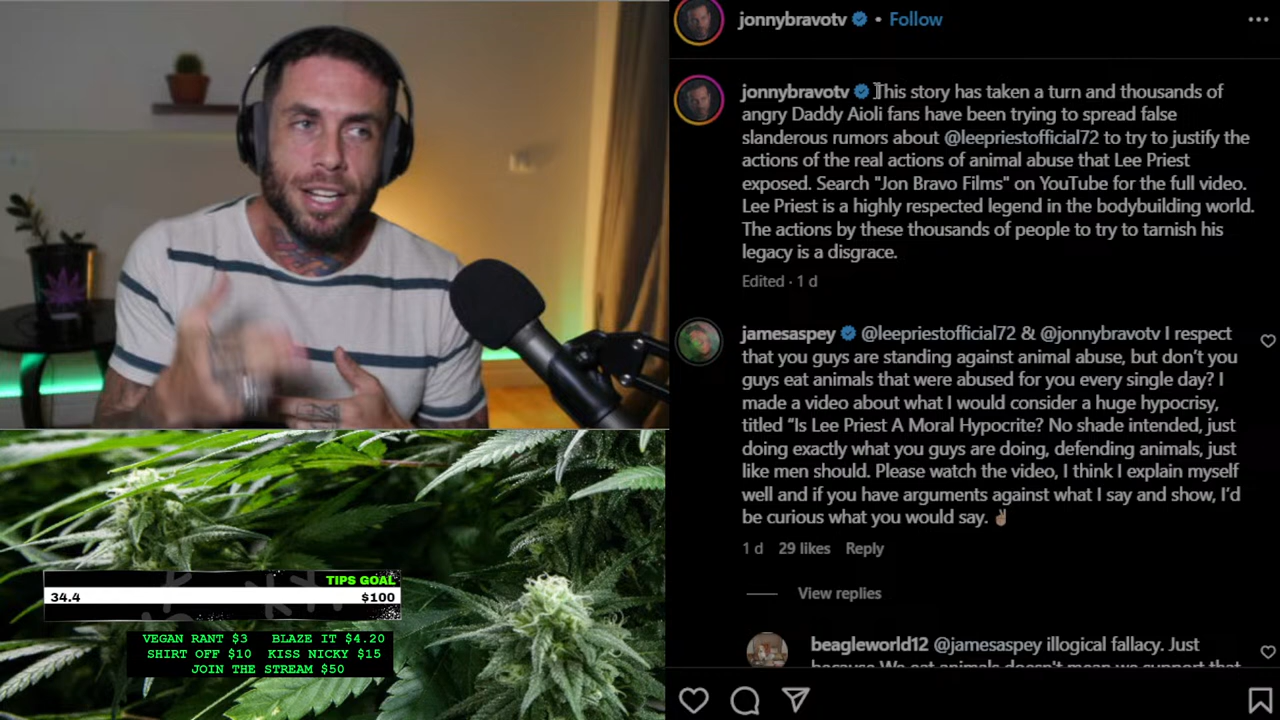 jonnybravotv • Follow
jonnybravotv This story has taken a turn and thousands of
angry Daddy Aioli fans have been trying to spread false
slanderous rumors about @leepriestofficial72 to try to justify the
actions of the real actions of animal abuse that Lee Priest
exposed. Search "Jon Bravo Films" on YouTube for the full video.
Lee Priest is a highly respected legend in the bodybuilding world.
The actions by these thousands of people to try to tarnish his
legacy is a disgrace.
Edited · 1 d
jamesaspey @leepriestofficial72 & @jonnybravotv I respect
that you guys are standing against animal abuse, but don't you
guys eat animals that were abused for you every single day? I
made a video about what I would consider a huge hypocrisy,
titled “Is Lee Priest A Moral Hypocrite? No shade intended, just
doing exactly what you guys are doing, defending animals, just
like men should. Please watch the video, I think I explain myself
well and if you have arguments against what I say and show, I'd
be curious what you would say. ✌🏼
1 d 29 likes Reply
View replies
beagleworld12 @jamesaspey illogical fallacy. Just
because We eat animals doesn't mean we support that
TIPS GOAL
34.4 $100
VEGAN RANT $3 BLAZE IT $4.20
SHIRT OFF $10 KISS NICKY $15
JOIN THE STREAM $50